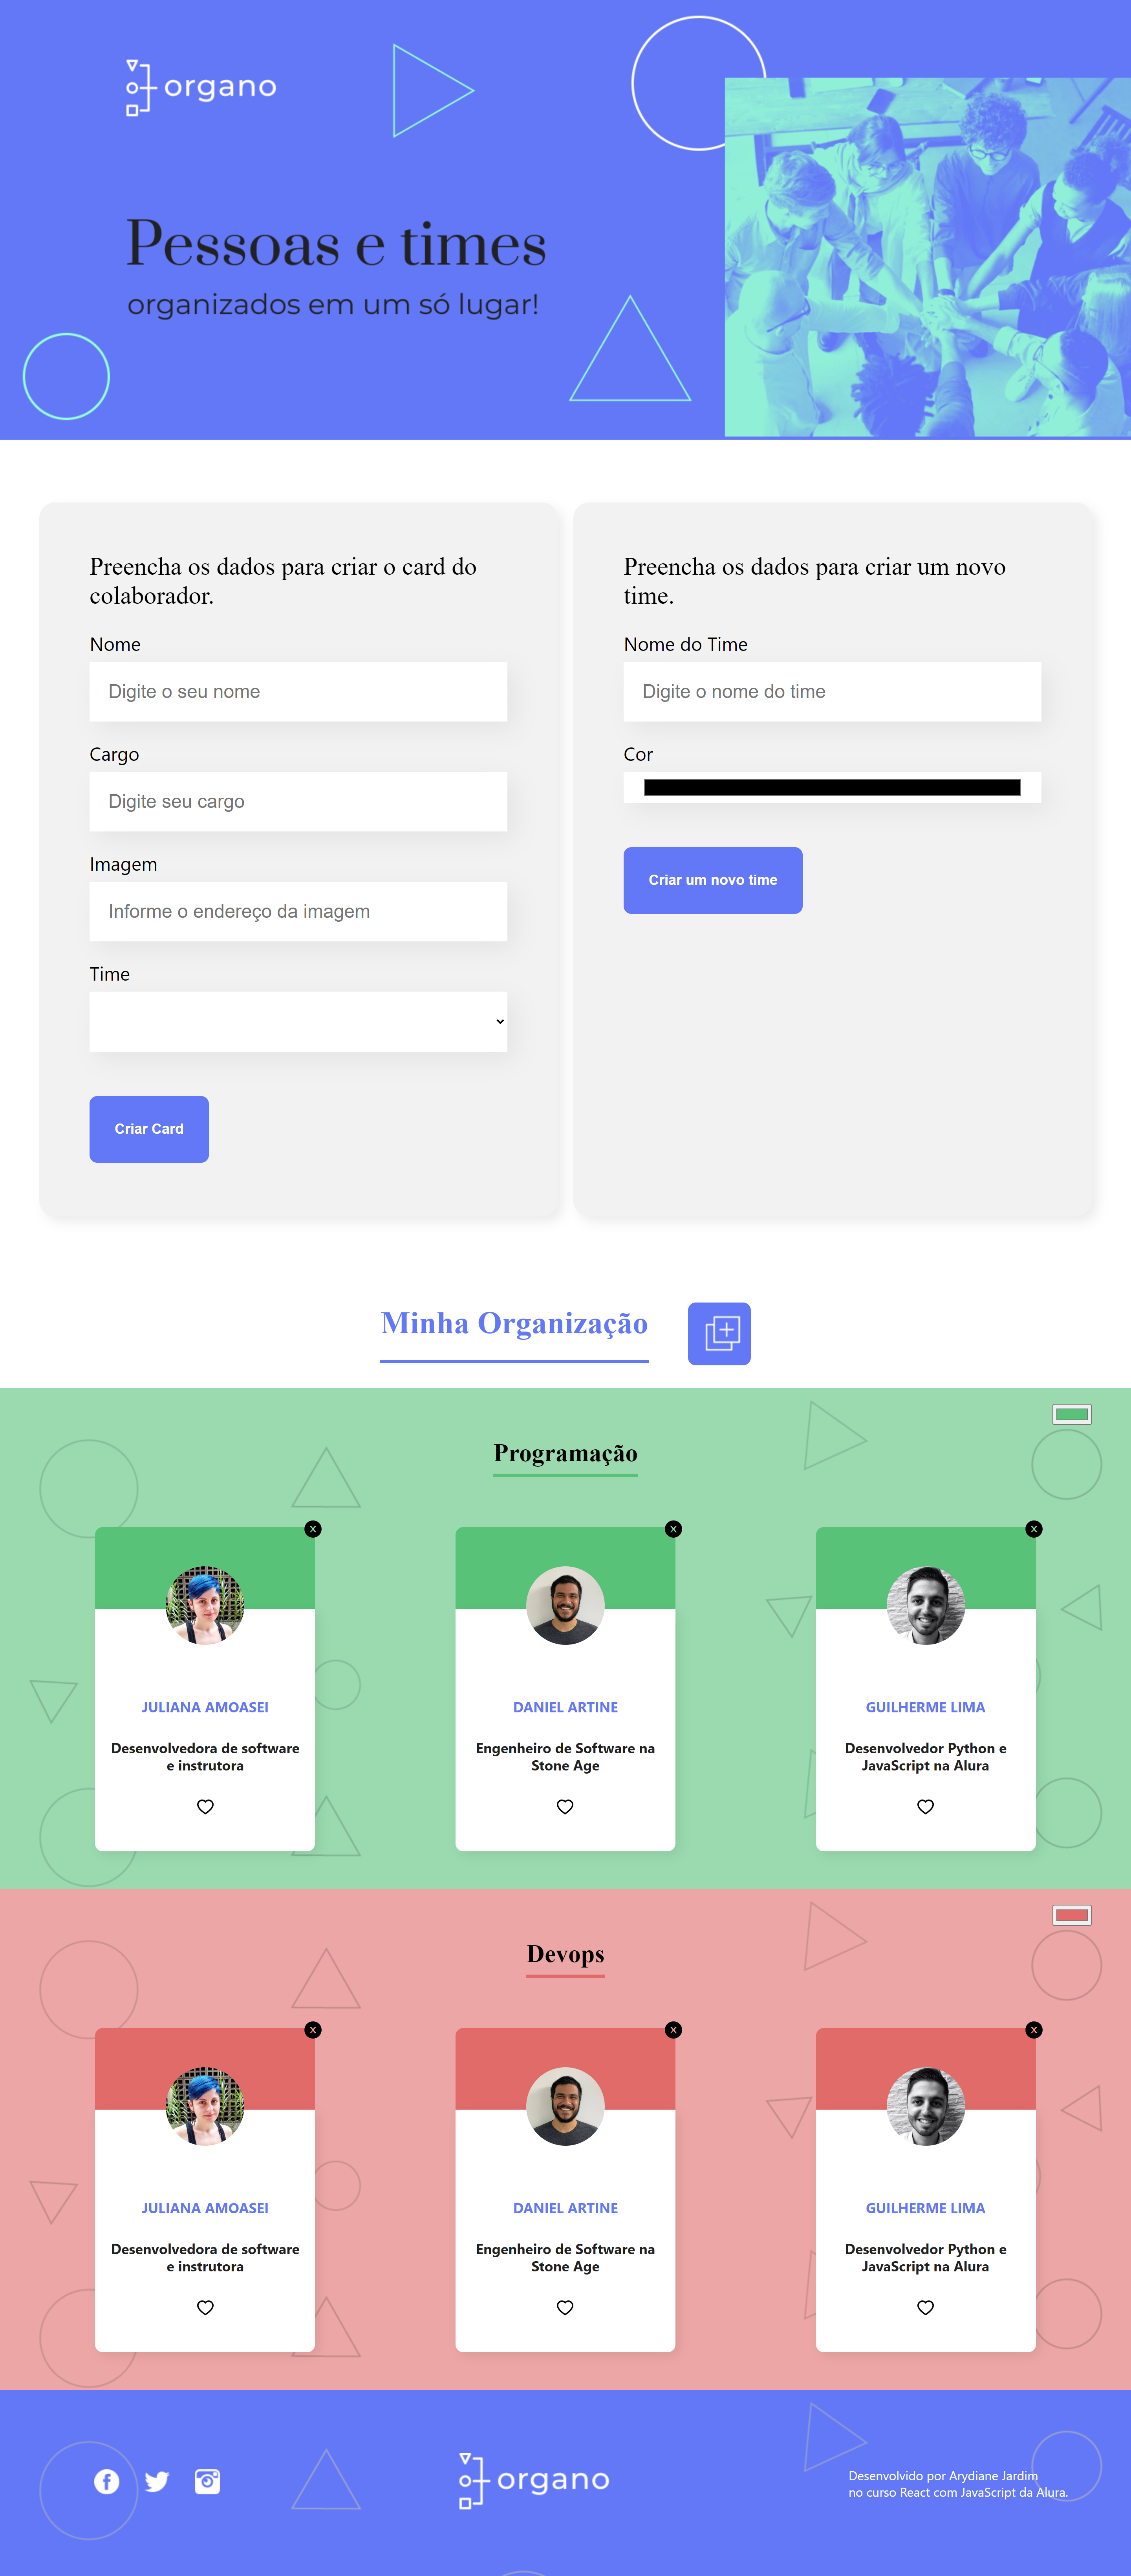 organo
Pessoas e times
organizados em um só lugar!
Preencha os dados para criar o card do
colaborador.
Nome
Digite o seu nome
Cargo
Digite seu cargo
Imagem
Informe o endereço da imagem
Time
Criar Card
Preencha os dados para criar um novo
time.
Nome do Time
Digite o nome do time
Cor
Criar um novo time
Minha Organização
Programação
X
X
X
JULIANA AMOASEI
Desenvolvedora de software
e instrutora
DANIEL ARTINE
Engenheiro de Software na
Stone Age
GUILHERME LIMA
Desenvolvedor Python e
JavaScript na Alura
Devops
X
X
X
JULIANA AMOASEI
Desenvolvedora de software
e instrutora
DANIEL ARTINE
Engenheiro de Software na
Stone Age
GUILHERME LIMA
Desenvolvedor Python e
JavaScript na Alura
organo
Desenvolvido por Arydiane Jardim
no curso React com JavaScript da Alura.